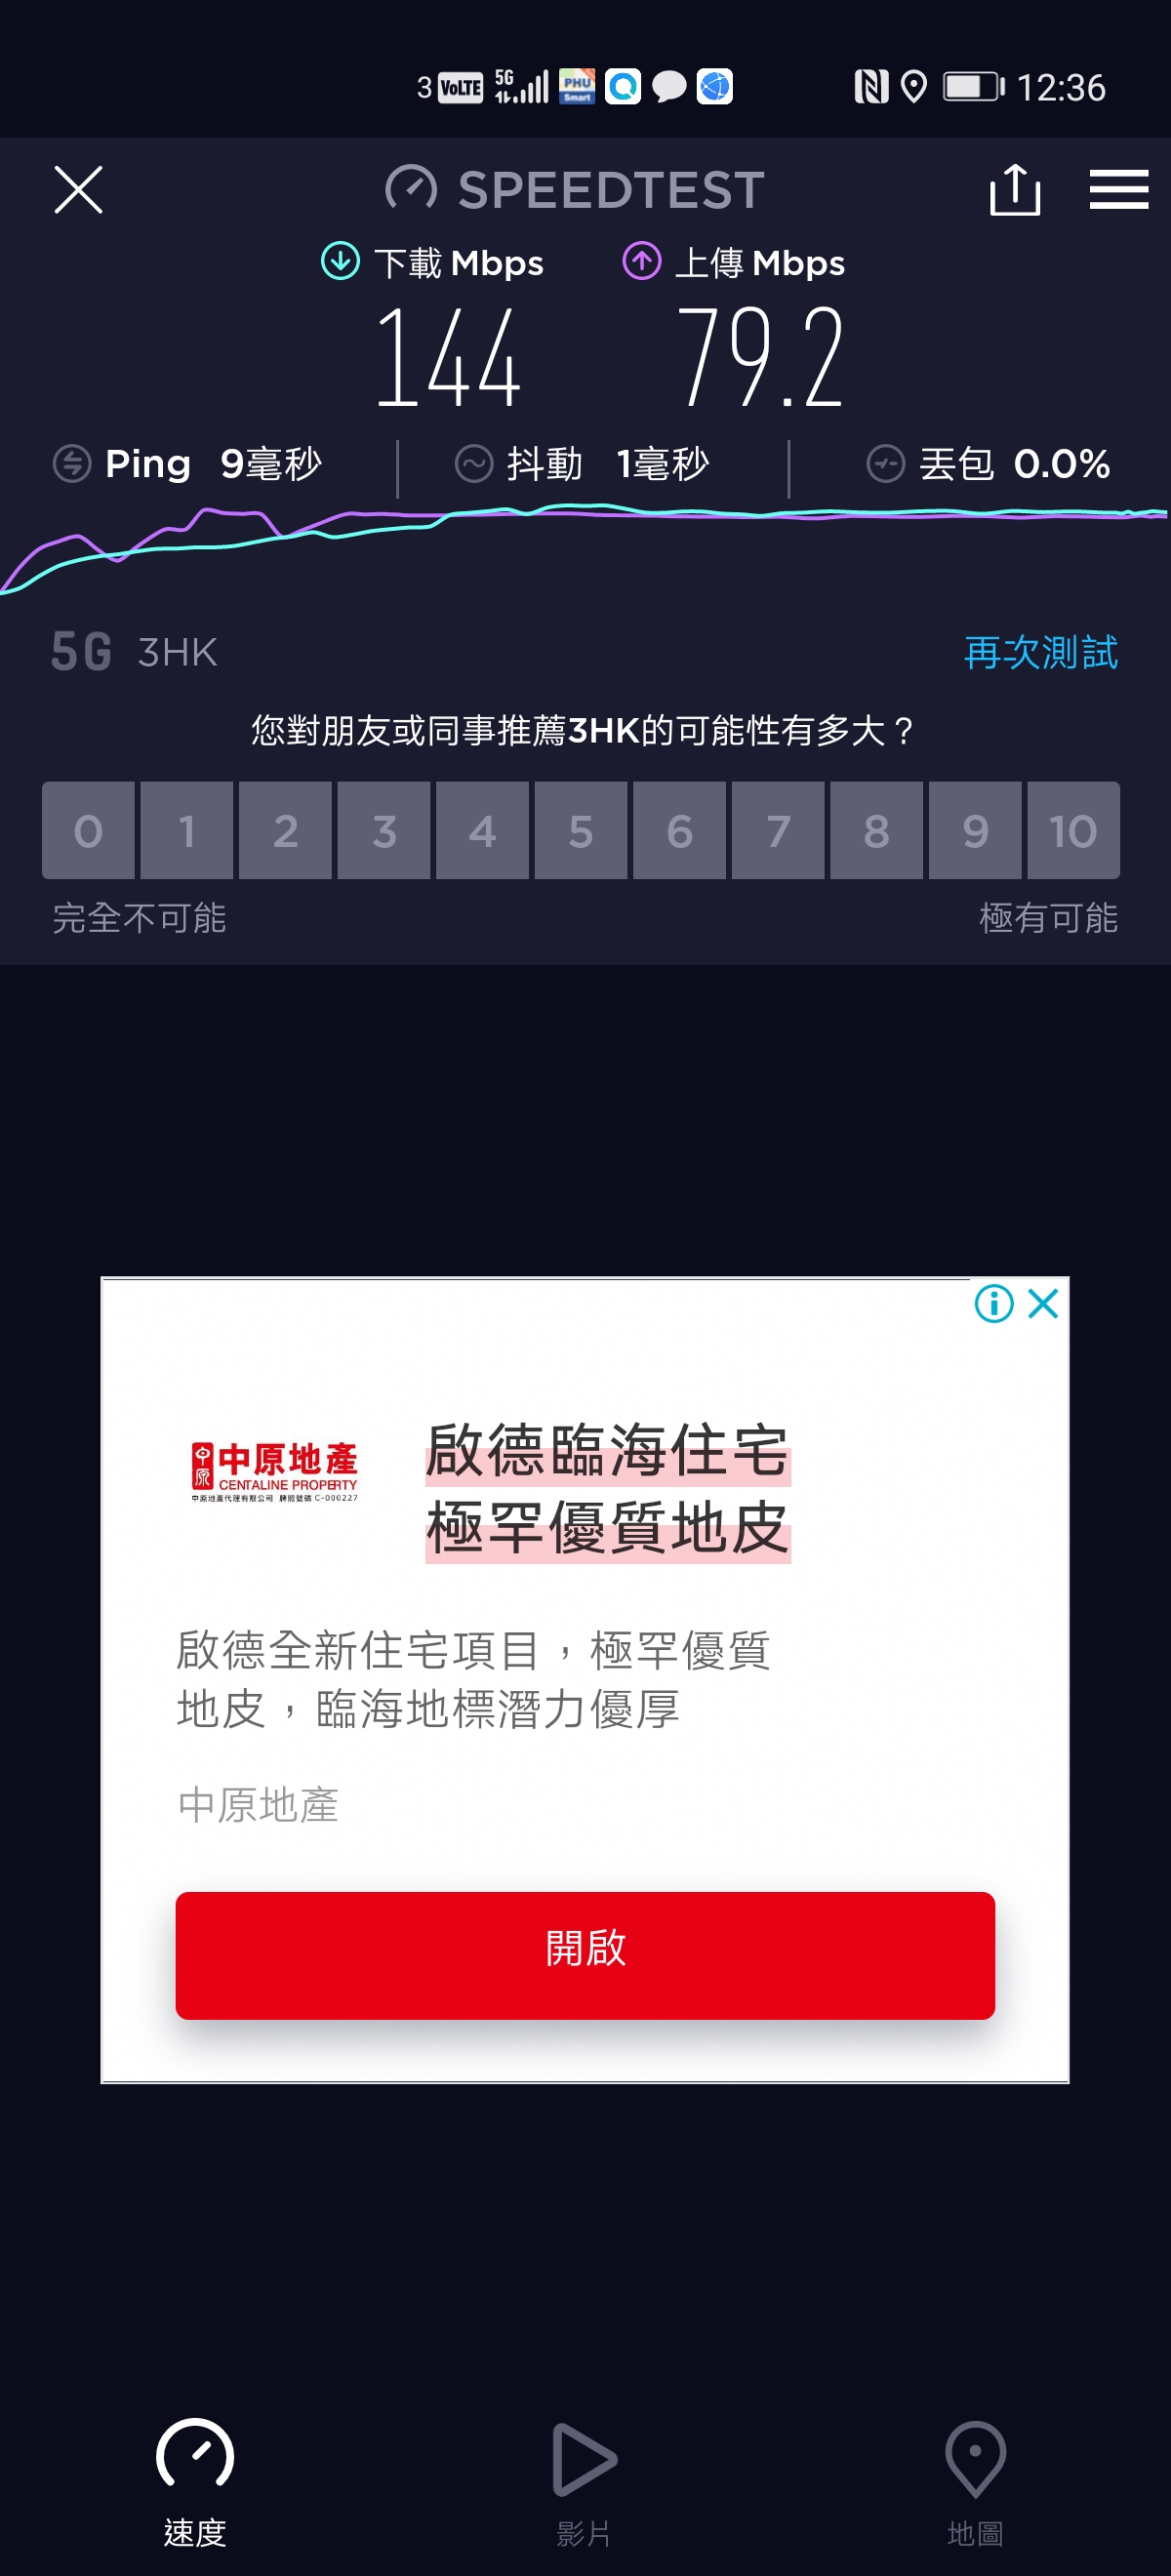 3 VoLTE 5G PHU Smart 12:36
SPEEDTEST
下載 Mbps 上傳 Mbps
144 79.2
Ping 9毫秒 抖動 1毫秒 丟包 0.0%
5G 3HK 再次測試
您對朋友或同事推薦3HK的可能性有多大？
0 1 2 3 4 5 6 7 8 9 10
完全不可能 極有可能
中原 中原地產
CENTALINE PROPERTY
中原地產代理有限公司 牌照號碼 C-000227
啟德臨海住宅
極罕優質地皮
啟德全新住宅項目，極罕優質
地皮，臨海地標潛力優厚
中原地產
開啟
速度 影片 地圖